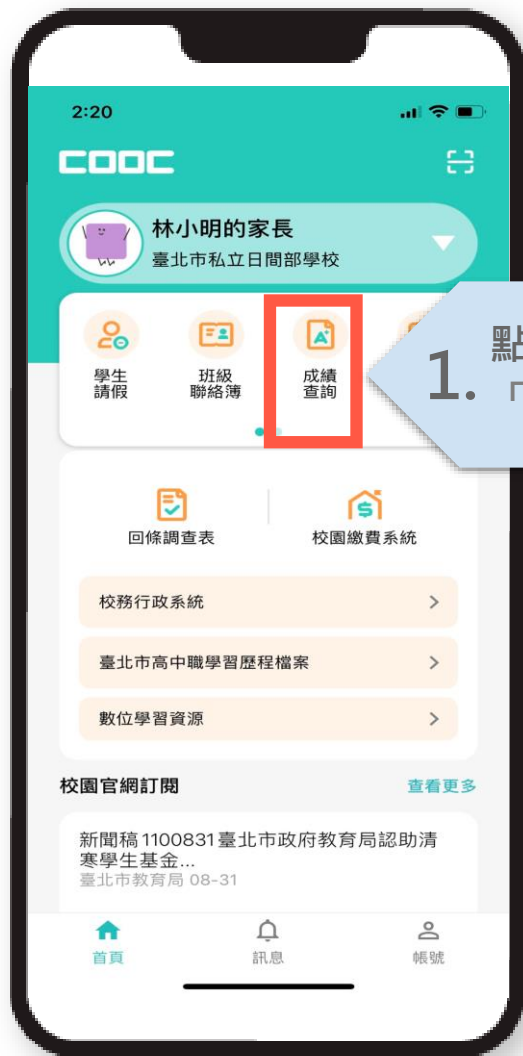 2:20
COOC
林小明的家長
臺北市私立日間部學校
學生
請假
班級
聯絡簿
成績
查詢
1.
點
「
回條調查表
校園繳費系統
校務行政系統
臺北市高中職學習歷程檔案
數位學習資源
校園官網訂閱
查看更多
新聞稿1100831臺北市政府教育局認助清
寒學生基金...
臺北市教育局 08-31
首頁
訊息
帳號